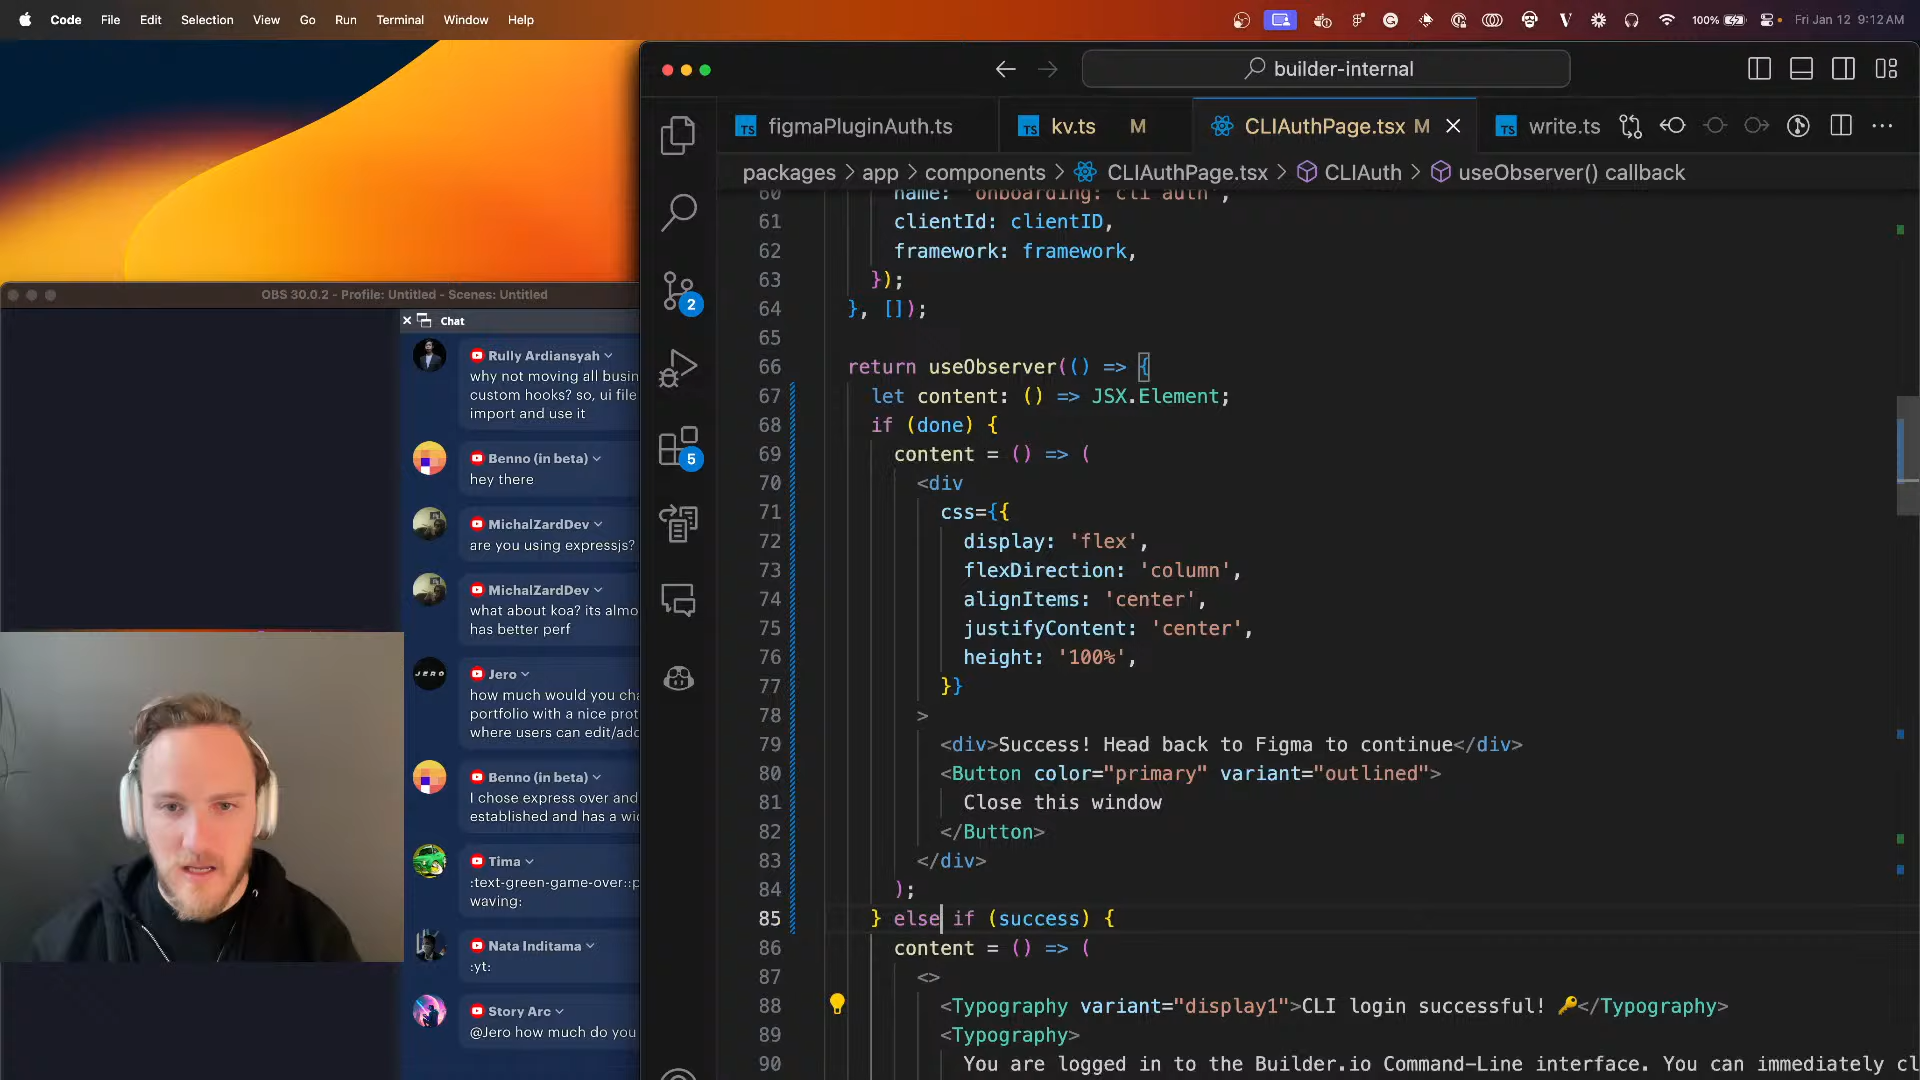 Code File Edit Selection View Go Run Terminal Window Help
100% Fri Jan 12 9:12 AM
builder-internal
figmaPluginAuth.ts kv.ts M CLIAuthPage.tsx M write.ts
packages > app > components > CLIAuthPage.tsx > CLIAuth > useObserver() callback
OBS 30.0.2 - Profile: Untitled - Scenes: Untitled
Chat
Rully Ardiansyah
why not moving all busin
custom hooks? so, ui file
import and use it
Benno (in beta)
hey there
MichalZardDev
are you using expressjs?
MichalZardDev
what about koa? its almo
has better perf
JERO
Jero
how much would you cha
portfolio with a nice prot
where users can edit/adc
Benno (in beta)
I chose express over and
established and has a wid
Tima
:text-green-game-over::p
waving:
Nata Inditama
:yt:
Story Arc
@Jero how much do you
2
5
60 name: 'onboarding: cli auth',
61 clientId: clientID,
62 framework: framework,
63 });
64 }, []);
65
66 return useObserver(() => {
67 let content: () => JSX.Element;
68 if (done) {
69 content = () => (
70 <div
71 css={{
72 display: 'flex',
73 flexDirection: 'column',
74 alignItems: 'center',
75 justifyContent: 'center',
76 height: '100%',
77 }}
78 >
79 <div>Success! Head back to Figma to continue</div>
80 <Button color="primary" variant="outlined">
81 Close this window
82 </Button>
83 </div>
84 );
85 } else if (success) {
86 content = () => (
87 <>
88 <Typography variant="display1">CLI login successful! 🔑</Typography>
89 <Typography>
90 You are logged in to the Builder.io Command-Line interface. You can immediately cl